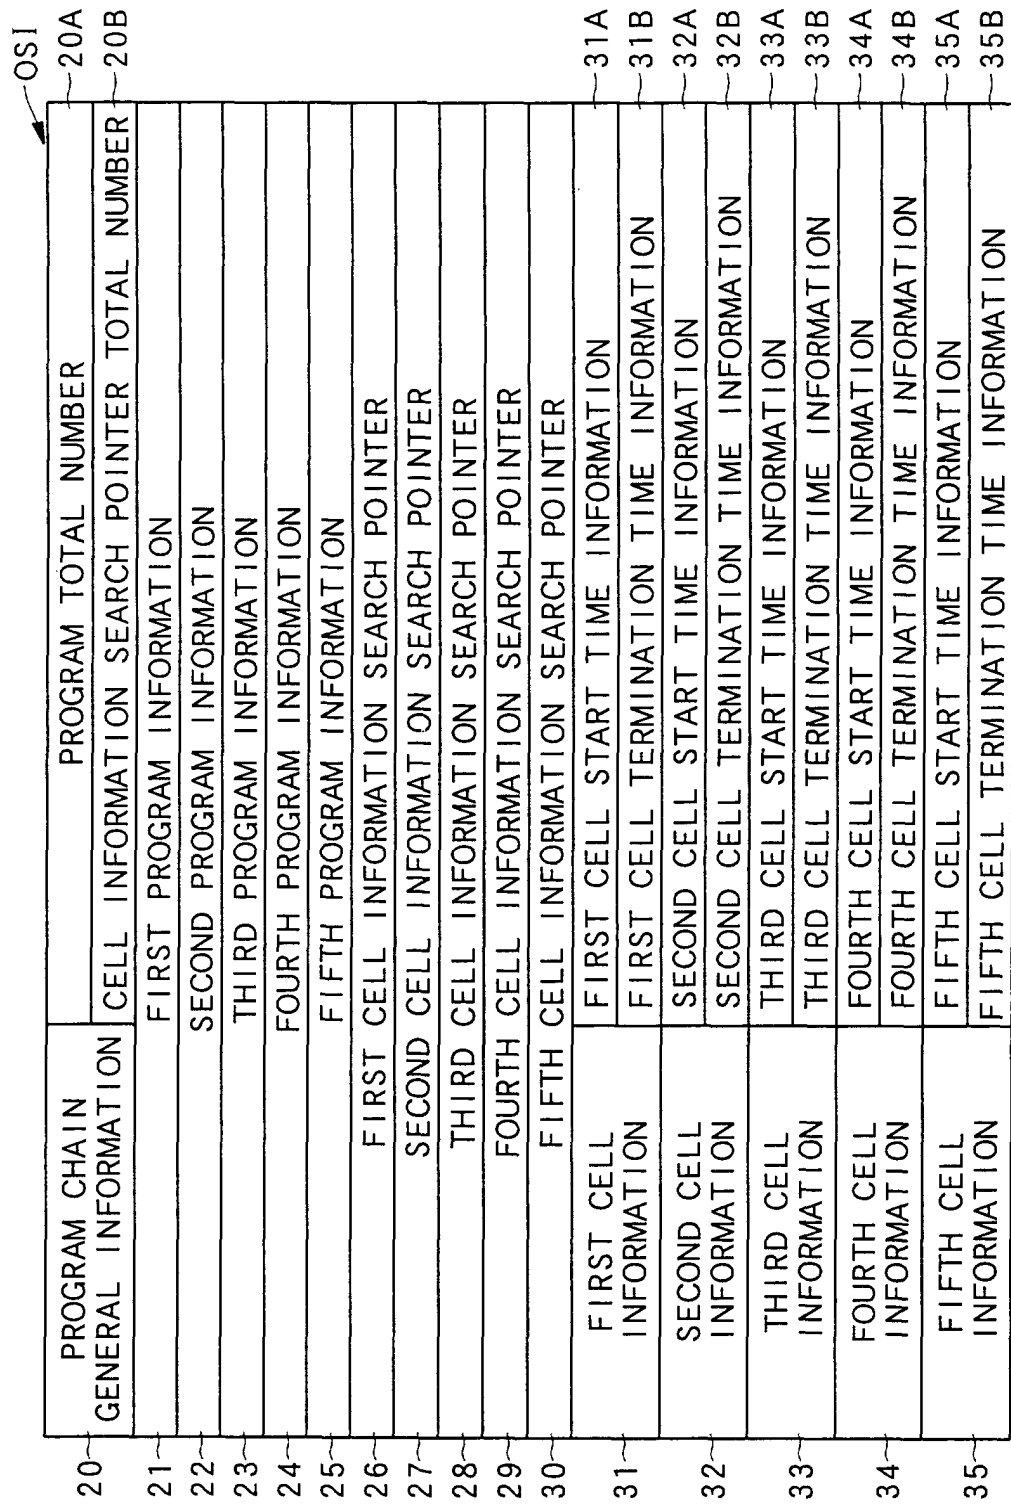 OSI
20
PROGRAM CHAIN
GENERAL INFORMATION
PROGRAM TOTAL NUMBER
20A
CELL INFORMATION SEARCH POINTER TOTAL NUMBER
20B
21
FIRST PROGRAM INFORMATION
22
SECOND PROGRAM INFORMATION
23
THIRD PROGRAM INFORMATION
24
FOURTH PROGRAM INFORMATION
25
FIFTH PROGRAM INFORMATION
26
FIRST CELL INFORMATION SEARCH POINTER
27
SECOND CELL INFORMATION SEARCH POINTER
28
THIRD CELL INFORMATION SEARCH POINTER
29
FOURTH CELL INFORMATION SEARCH POINTER
30
FIFTH CELL INFORMATION SEARCH POINTER
31
FIRST CELL
INFORMATION
FIRST CELL START TIME INFORMATION
31A
FIRST CELL TERMINATION TIME INFORMATION
31B
32
SECOND CELL
INFORMATION
SECOND CELL START TIME INFORMATION
32A
SECOND CELL TERMINATION TIME INFORMATION
32B
33
THIRD CELL
INFORMATION
THIRD CELL START TIME INFORMATION
33A
THIRD CELL TERMINATION TIME INFORMATION
33B
34
FOURTH CELL
INFORMATION
FOURTH CELL START TIME INFORMATION
34A
FOURTH CELL TERMINATION TIME INFORMATION
34B
35
FIFTH CELL
INFORMATION
FIFTH CELL START TIME INFORMATION
35A
FIFTH CELL TERMINATION TIME INFORMATION
35B